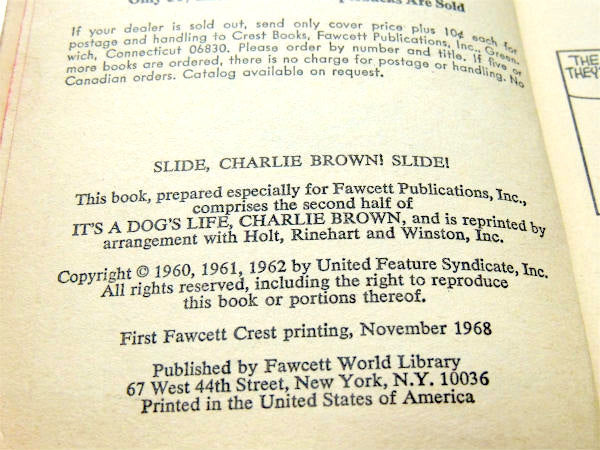 Are Sold
If your dealer is sold out, send only cover price plus 10¢ each for
postage and handling to Crest Books, Fawcett Publications, Inc., Green-
wich, Connecticut 06830. Please order by number and title. If five or
more books are ordered, there is no charge for postage or handling. No
Canadian orders. Catalog available on request.
SLIDE, CHARLIE BROWN! SLIDE!
This book, prepared especially for Fawcett Publications, Inc.,
comprises the second half of
IT'S A DOG'S LIFE, CHARLIE BROWN, and is reprinted by
arrangement with Holt, Rinehart and Winston, Inc.
Copyright © 1960, 1961, 1962 by United Feature Syndicate, Inc.
All rights reserved, including the right to reproduce
this book or portions thereof.
First Fawcett Crest printing, November 1968
Published by Fawcett World Library
67 West 44th Street, New York, N.Y. 10036
Printed in the United States of America
THE
THEY'